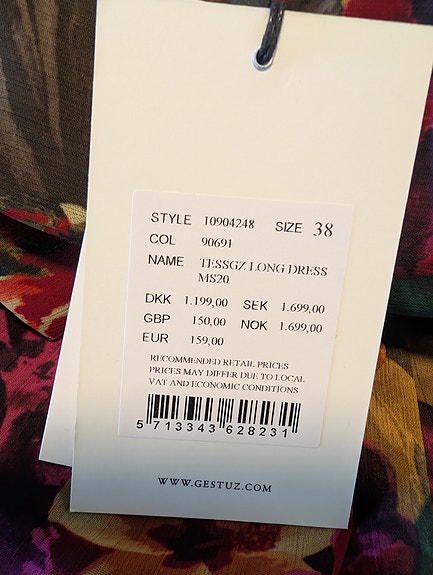 STYLE 10904248 SIZE 38
COL 90691
NAME TESSGZ LONG DRESS
MS20
DKK 1.199,00 SEK 1.699,00
GBP 150,00 NOK 1.699,00
EUR 159,00
RECOMMENDED RETAIL PRICES
PRICES MAY DIFFER DUE TO LOCAL
VAT AND ECONOMIC CONDITIONS
5 713343 628231
WWW.GESTUZ.COM